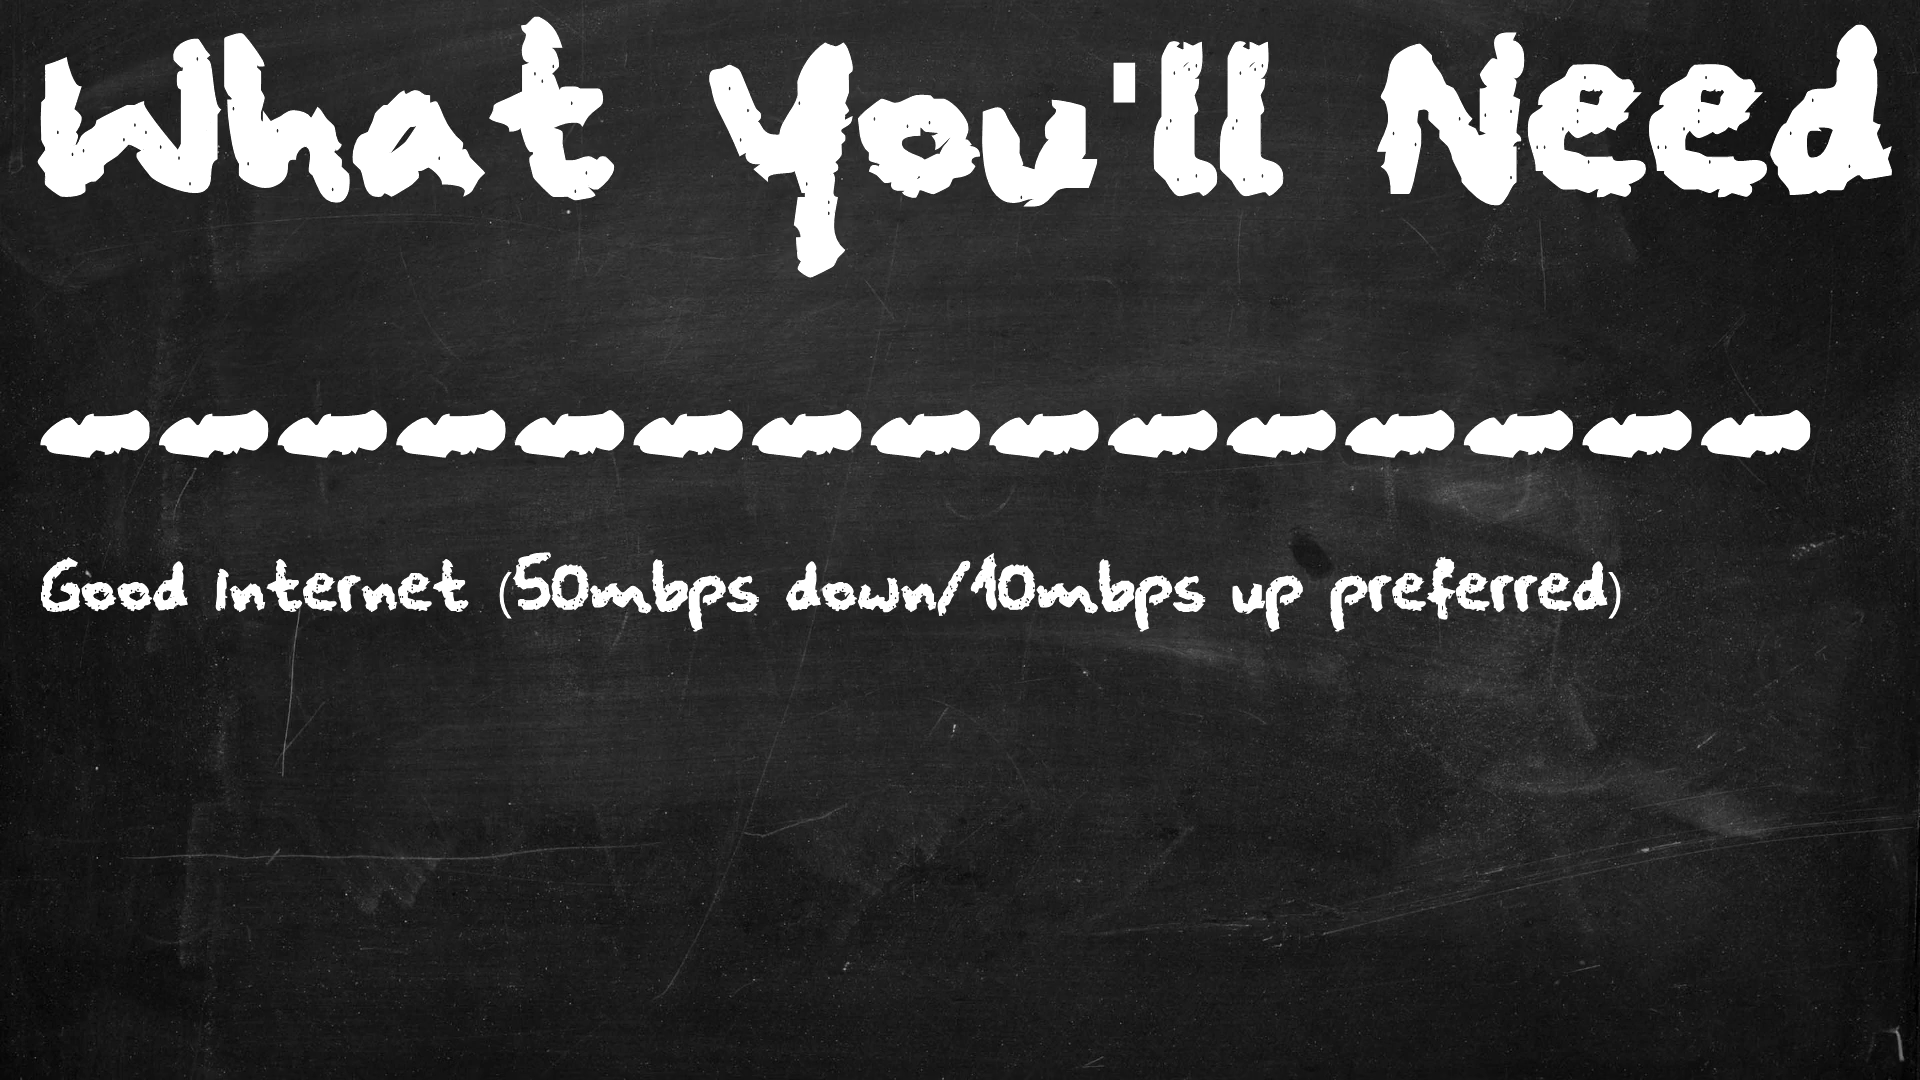 What You'll Need
---------------
Good Internet (50mbps down/10mbps up preferred)